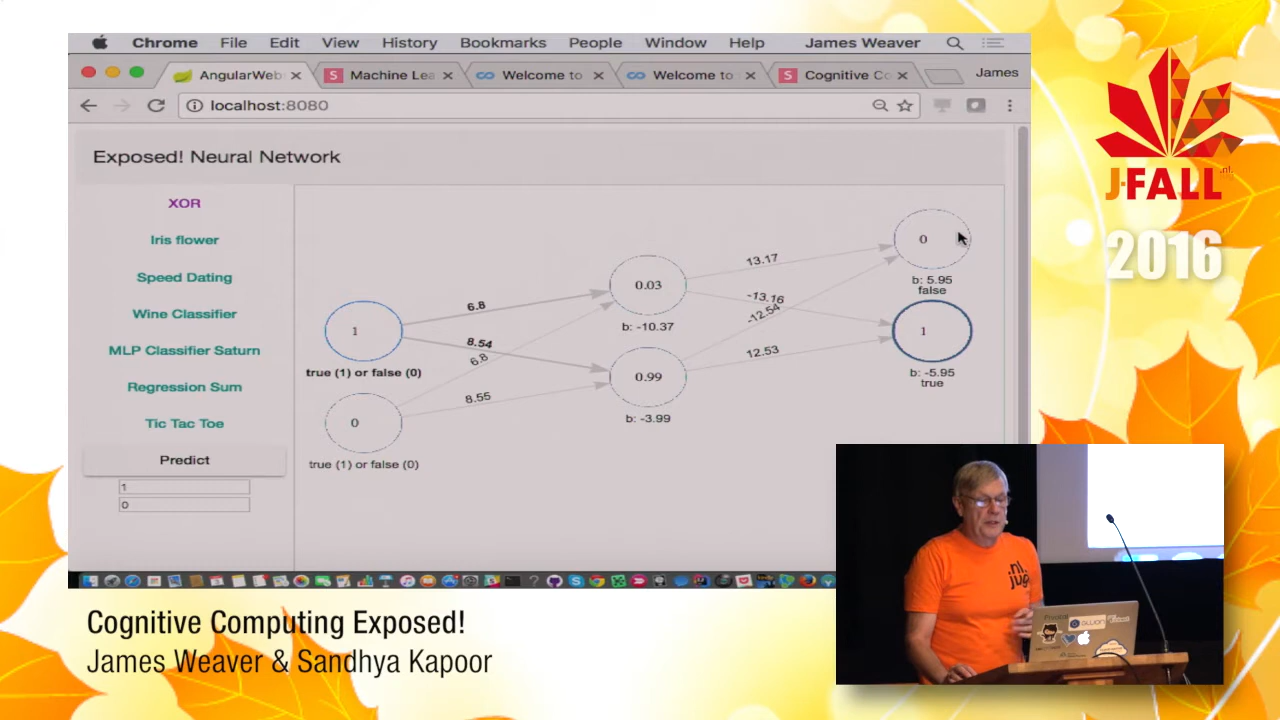 Chrome File Edit View History Bookmarks People Window Help James Weaver
AngularWeb
Machine Lea
Welcome to
Welcome to
Cognitive Co
James
localhost:8080
Exposed! Neural Network
XOR
Iris flower
Speed Dating
Wine Classifier
MLP Classifier Saturn
Regression Sum
Tic Tac Toe
Predict
1
0
1
true (1) or false (0)
0
true (1) or false (0)
6.8
8.54
6.8
8.55
0.03
b: -10.37
0.99
b: -3.99
13.17
-13.16
-12.54
12.53
0
b: 5.95
false
1
b: -5.95
true
J-FALL
.nl
2016
.nl
jug
Cognitive Computing Exposed!
James Weaver & Sandhya Kapoor